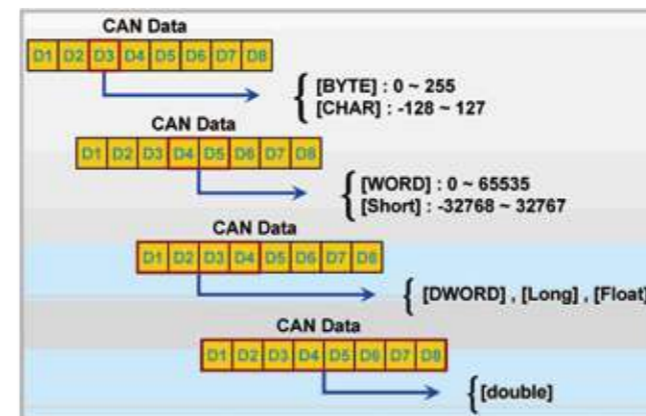 CAN Data
D1 D2 D3 D4 D5 D6 D7 D8
[BYTE] : 0 ~ 255
[CHAR] : -128 ~ 127
CAN Data
D1 D2 D3 D4 D5 D6 D7 D8
[WORD] : 0 ~ 65535
[Short] : -32768 ~ 32767
CAN Data
D1 D2 D3 D4 D5 D6 D7 D8
[DWORD] , [Long] , [Float]
CAN Data
D1 D2 D3 D4 D5 D6 D7 D8
[double]